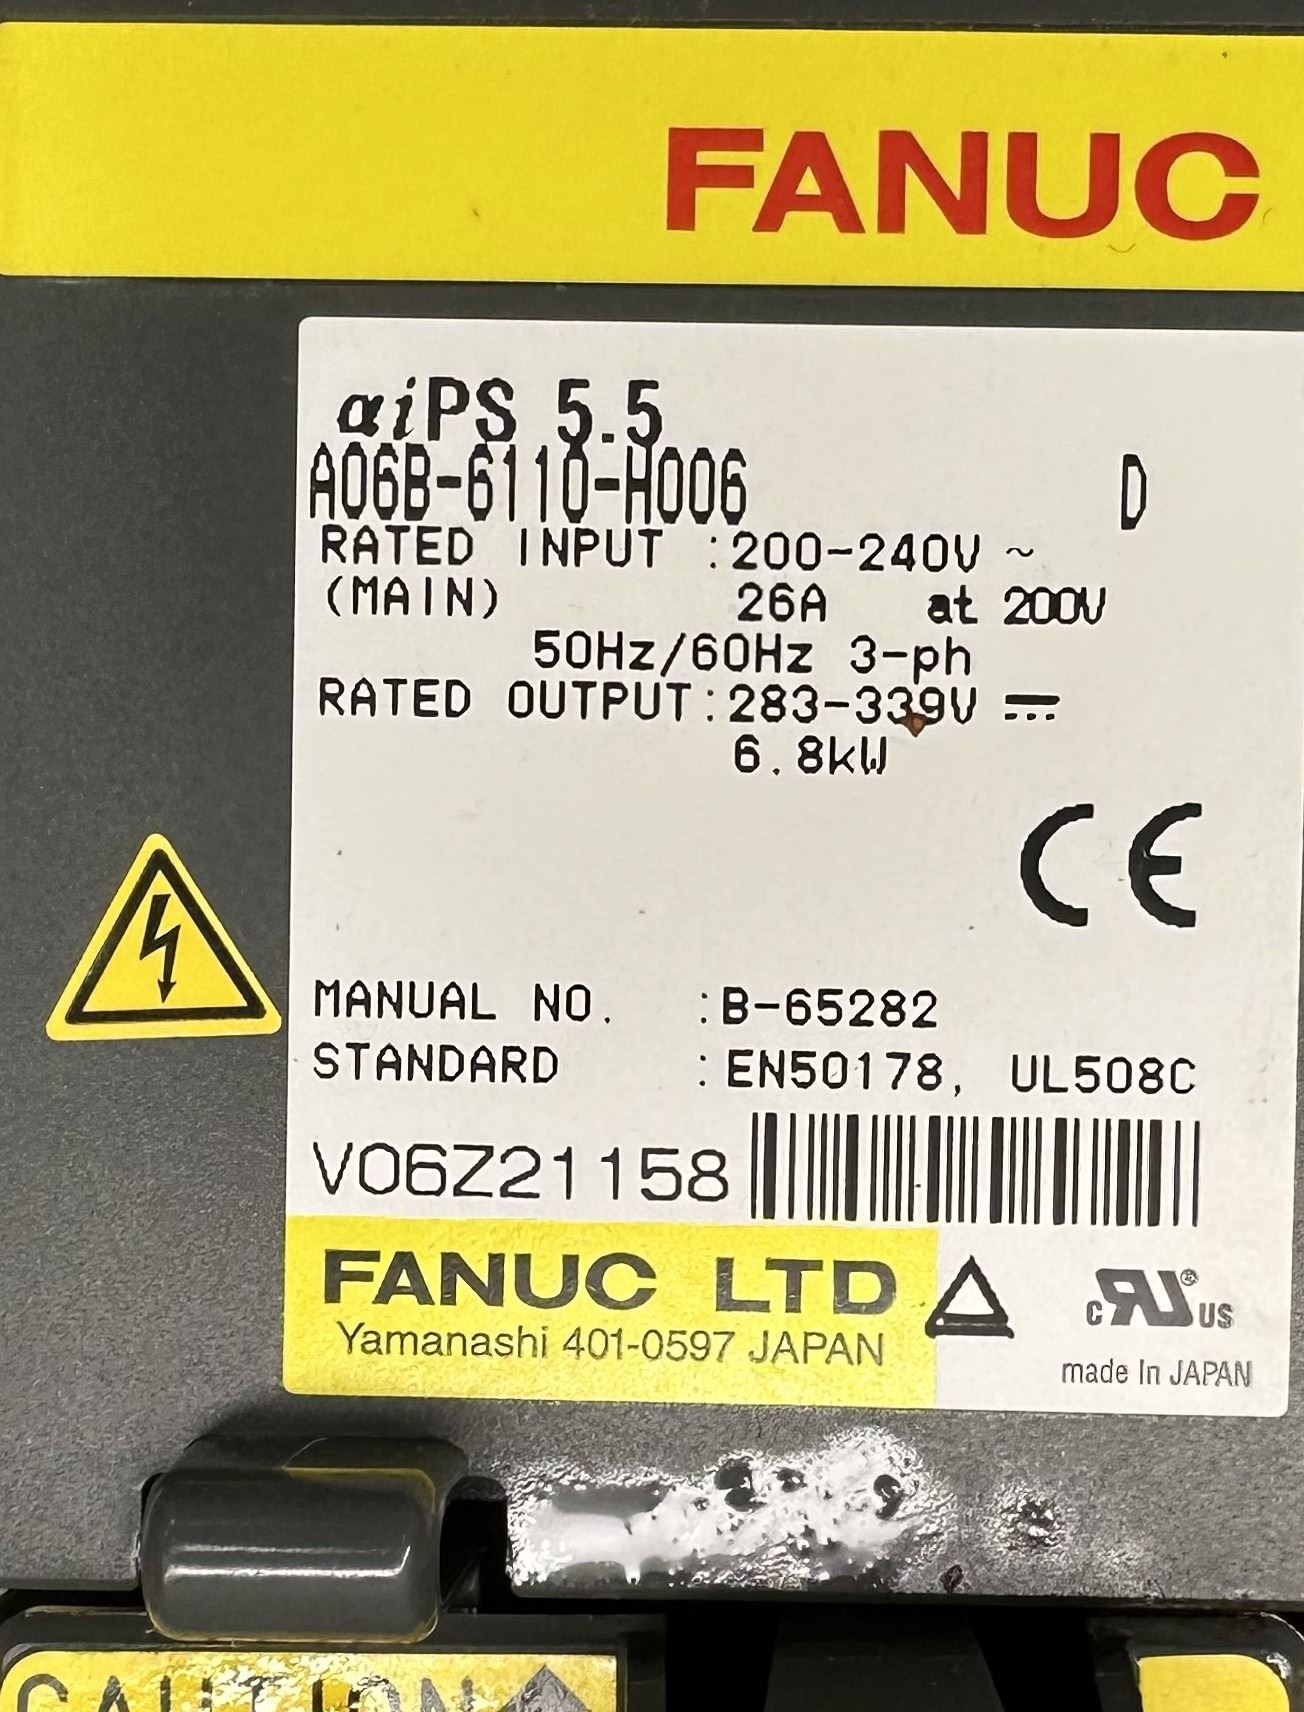 FANUC
αiPS 5.5
A06B-6110-H006 D
RATED INPUT :200-240V ~
(MAIN) 26A at 200V
50Hz/60Hz 3-ph
RATED OUTPUT:283-339V ⎓
6.8kW
CE
MANUAL NO. :B-65282
STANDARD :EN50178, UL508C
V06Z21158
FANUC LTD
Yamanashi 401-0597 JAPAN
c RU ® US
made In JAPAN
CAUTION